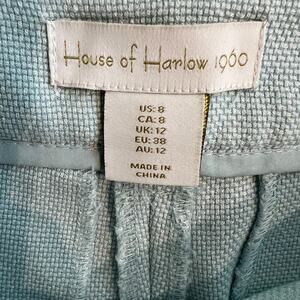 House of Harlow 1960
US: 8
CA: 8
UK: 12
EU: 38
AU: 12
MADE IN
CHINA